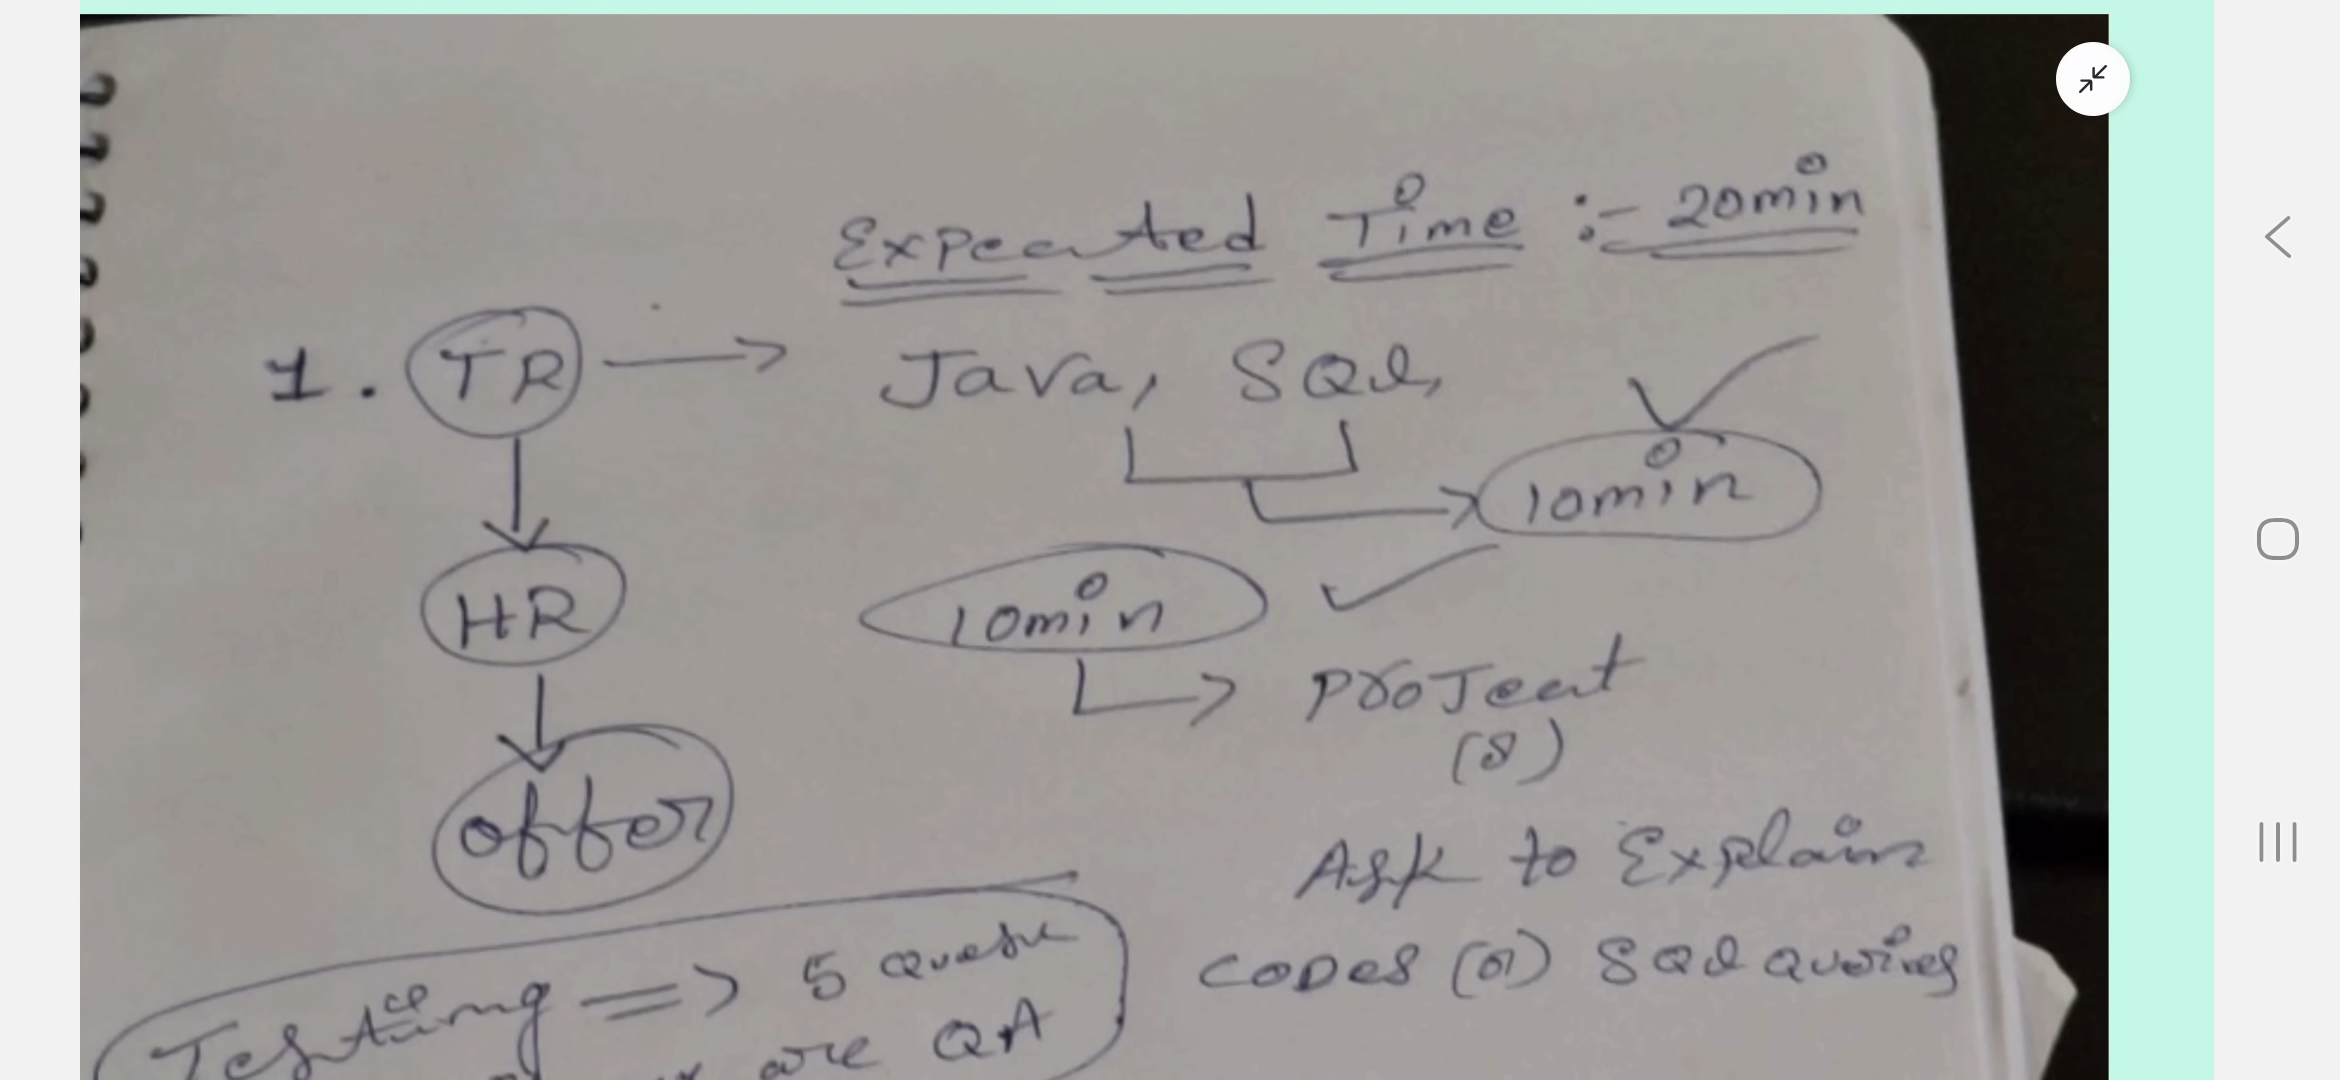 Expected Time :- 20min
1. TR → Java, SQL,
10min
HR
10min
→ ProJect
(8)
offer
Ask to Explain
Codes (or) SQL queries
Testing => 5
are QA